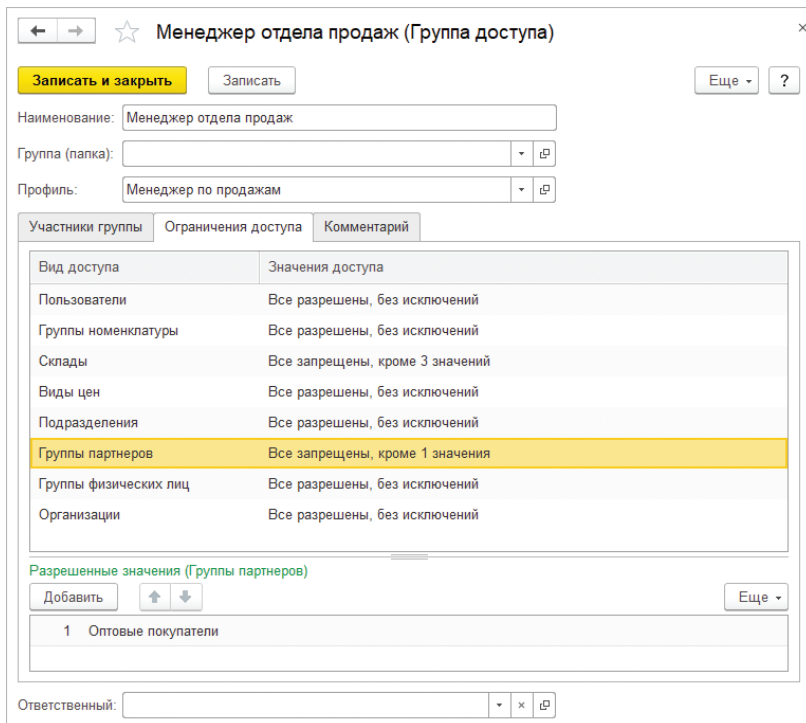 Менеджер отдела продаж (Группа доступа)
Записать и закрыть Записать Еще ?
Наименование: Менеджер отдела продаж
Группа (папка):
Профиль: Менеджер по продажам
Участники группы Ограничения доступа Комментарий
Вид доступа Значения доступа
Пользователи Все разрешены, без исключений
Группы номенклатуры Все разрешены, без исключений
Склады Все запрещены, кроме 3 значений
Виды цен Все разрешены, без исключений
Подразделения Все разрешены, без исключений
Группы партнеров Все запрещены, кроме 1 значения
Группы физических лиц Все разрешены, без исключений
Организации Все разрешены, без исключений
Разрешенные значения (Группы партнеров)
Добавить Еще
1 Оптовые покупатели
Ответственный: